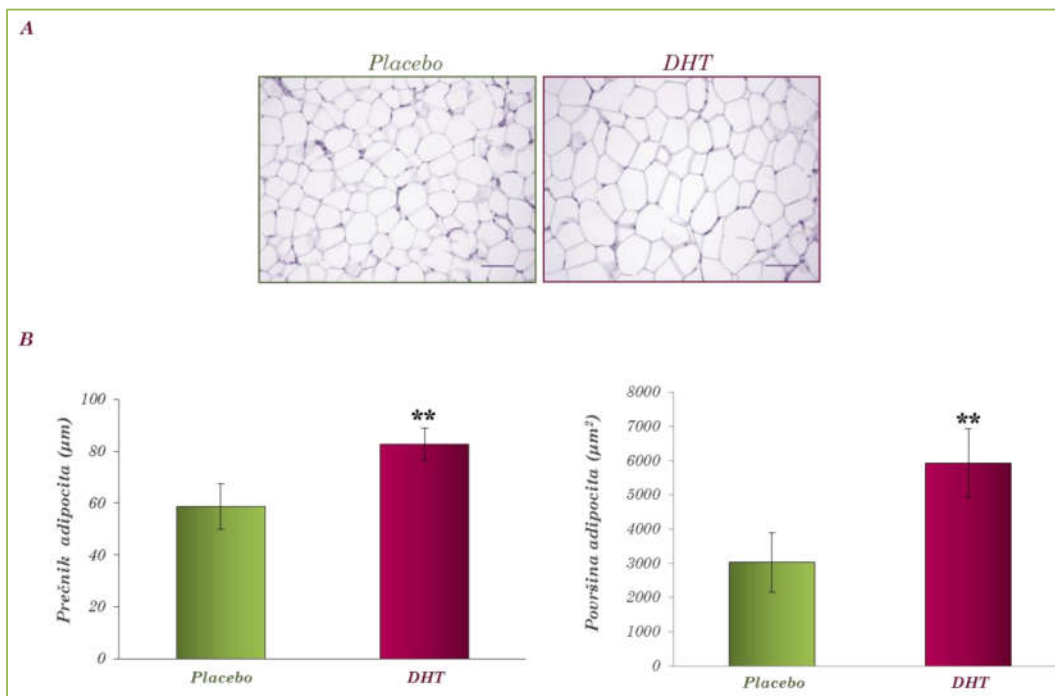 A
Placebo DHT
B
Prečnik adipocita (µm)
100
80
60
40
20
0
**
Placebo DHT
Površina adipocita (µm²)
8000
7000
6000
5000
4000
3000
2000
1000
0
**
Placebo DHT